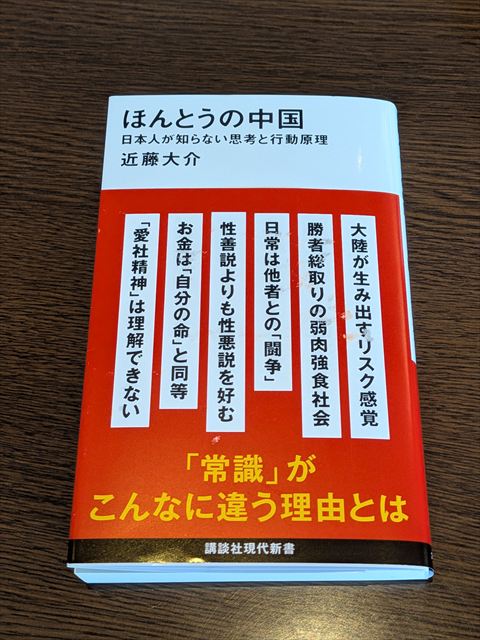 ほんとうの中国
日本人が知らない思考と行動原理
近藤大介
大陸が生み出すリスク感覚
勝者総取りの弱肉強食社会
日常は他者との「闘争」
性善説よりも性悪説を好む
お金は「自分の命」と同等
「愛社精神」は理解できない
「常識」が
こんなに違う理由とは
講談社現代新書